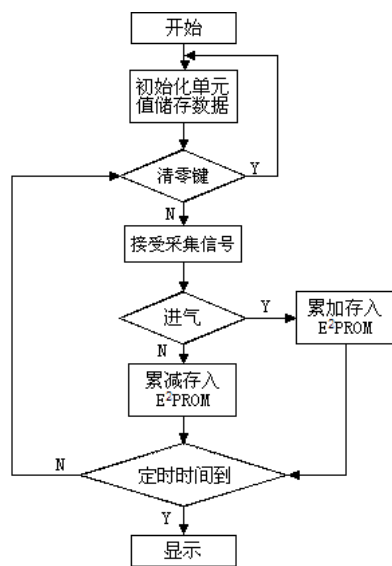 开始
初始化单元
值储存数据
清零键
Y
N
接受采集信号
进气
Y
N
累加存入
E²PROM
累减存入
E²PROM
定时时间到
N
Y
显示